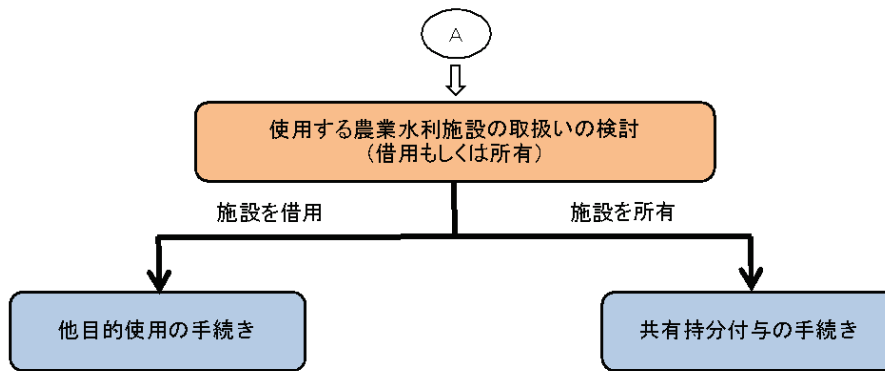 A
使用する農業水利施設の取扱いの検討
（借用もしくは所有）
施設を借用
施設を所有
他目的使用の手続き
共有持分付与の手続き